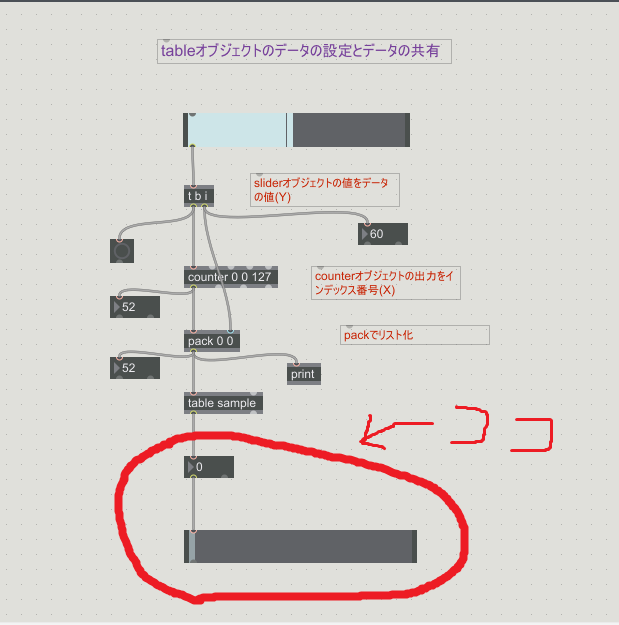 tableオブジェクトのデータの設定とデータの共有
sliderオブジェクトの値をデータ
の値(Y)
t b i
60
counter 0 0 127
counterオブジェクトの出力をイ
ンデックス番号(X)
52
pack 0 0
packでリスト化
52
print
table sample
ココ
0